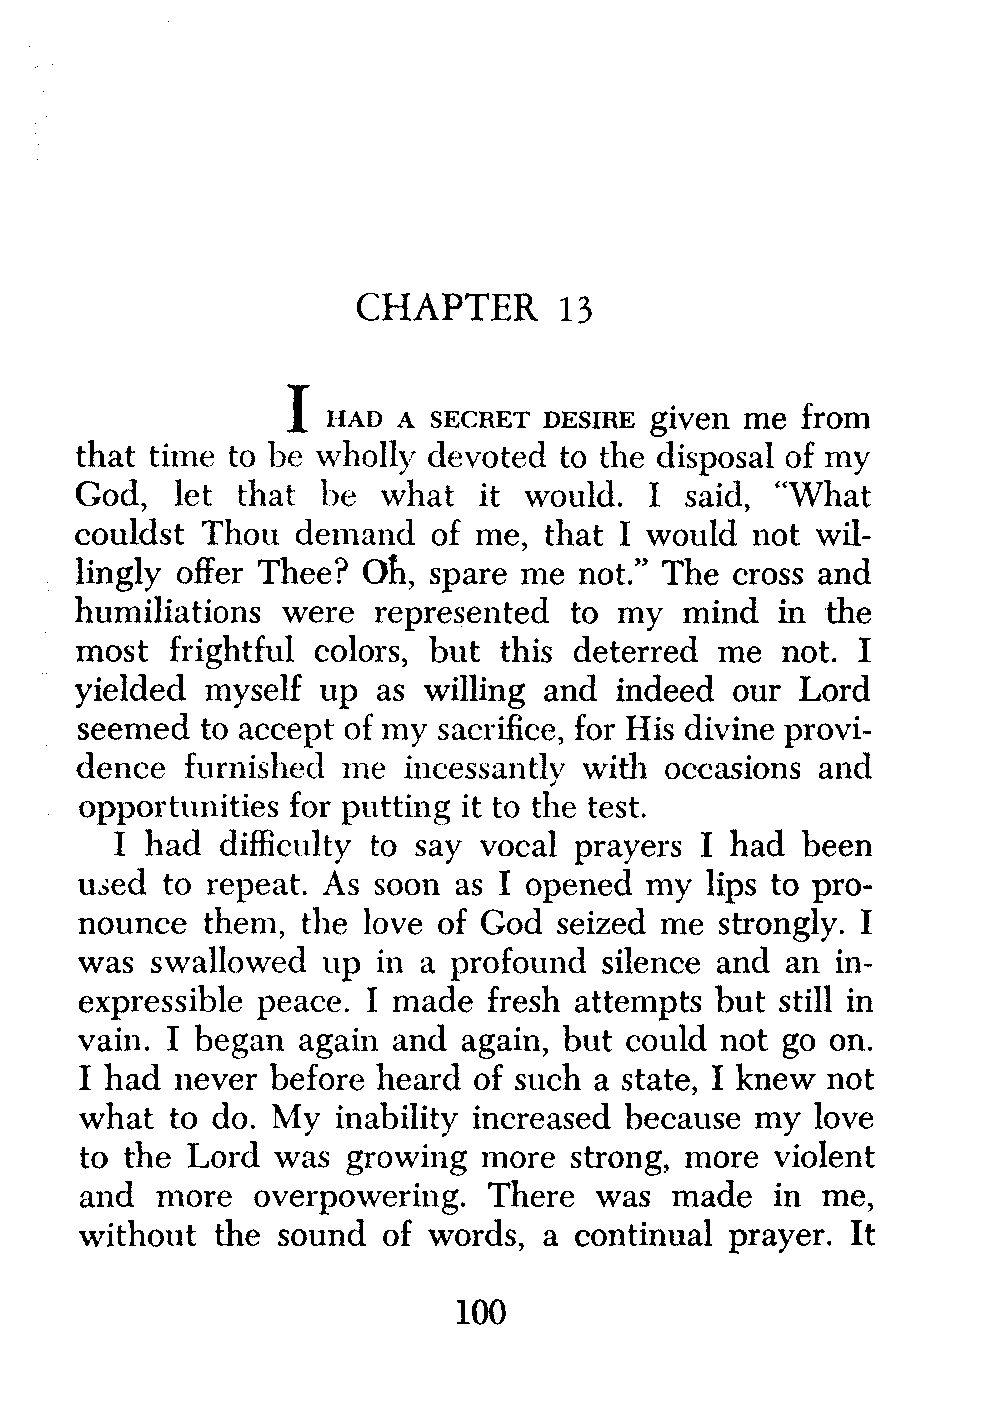 CHAPTER 13
I HAD A SECRET DESIRE given me from
that time to be wholly devoted to the disposal of my
God, let that be what it would. I said, “What
couldst Thou demand of me, that I would not wil-
lingly offer Thee? Oh, spare me not.” The cross and
humiliations were represented to my mind in the
most frightful colors, but this deterred me not. I
yielded myself up as willing and indeed our Lord
seemed to accept of my sacrifice, for His divine provi-
dence furnished me incessantly with occasions and
opportunities for putting it to the test.
I had difficulty to say vocal prayers I had been
used to repeat. As soon as I opened my lips to pro-
nounce them, the love of God seized me strongly. I
was swallowed up in a profound silence and an in-
expressible peace. I made fresh attempts but still in
vain. I began again and again, but could not go on.
I had never before heard of such a state, I knew not
what to do. My inability increased because my love
to the Lord was growing more strong, more violent
and more overpowering. There was made in me,
without the sound of words, a continual prayer. It
100